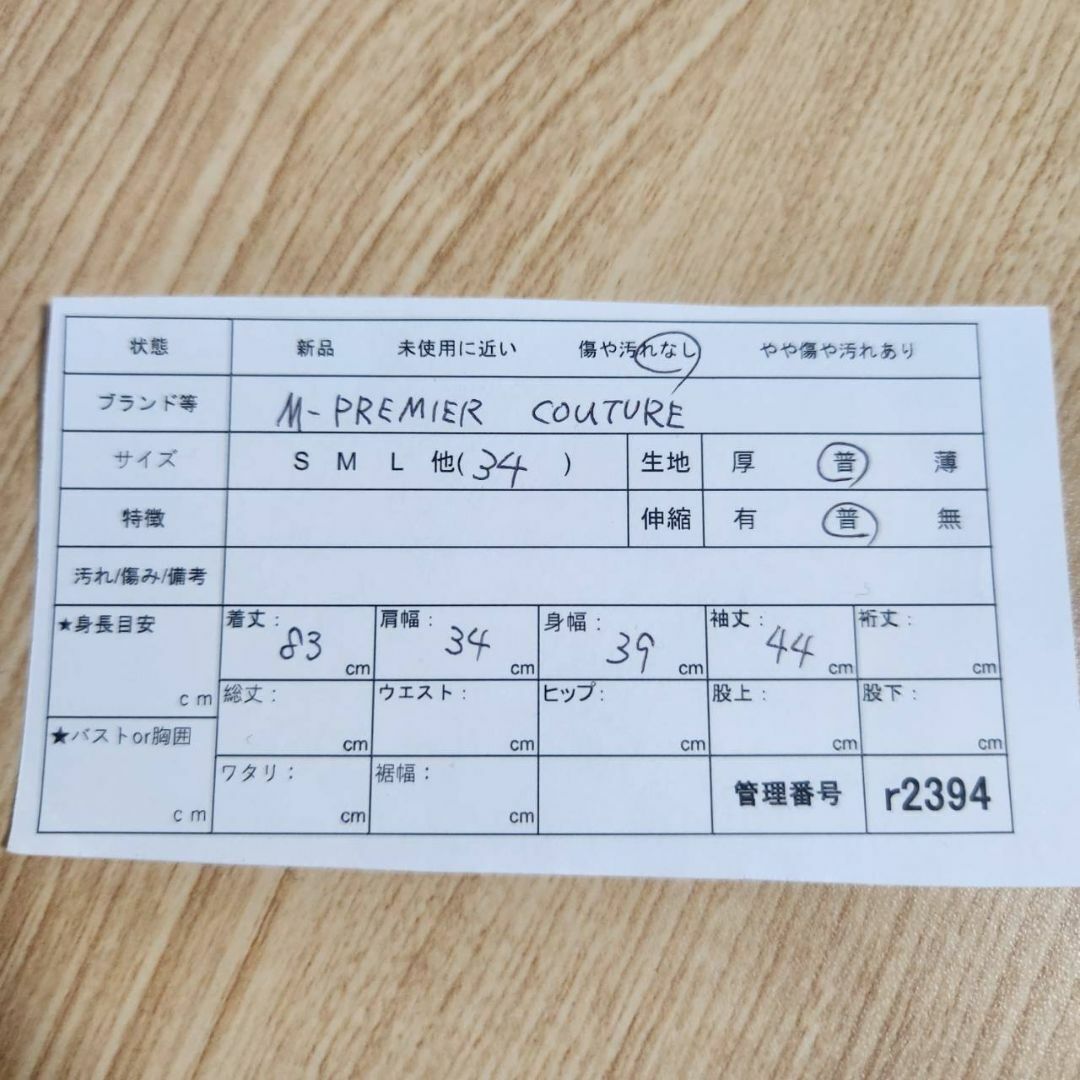 状態 新品 未使用に近い 傷や汚れなし やや傷や汚れあり
ブランド等 M-PREMIER COUTURE
サイズ S M L 他(34) 生地 厚 普 薄
特徴 伸縮 有 普 無
汚れ/傷み/備考
★身長目安 cm 着丈: 83 cm 肩幅: 34 cm 身幅: 39 cm 袖丈: 44 cm 裄丈: cm
総丈: cm ウエスト: cm ヒップ: cm 股上: cm 股下: cm
★バストor胸囲 cm ワタリ: cm 裾幅: cm 管理番号 r2394